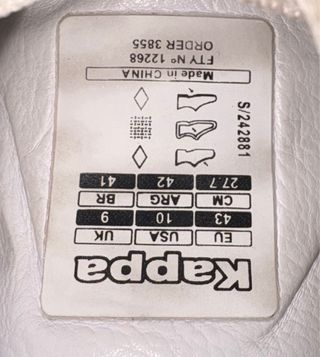 Kappa
EU USA UK
43 10 9
CM ARG BR
27.7 42 41
S/242881
Made in CHINA
FTY Nº 12268
ORDER 3855